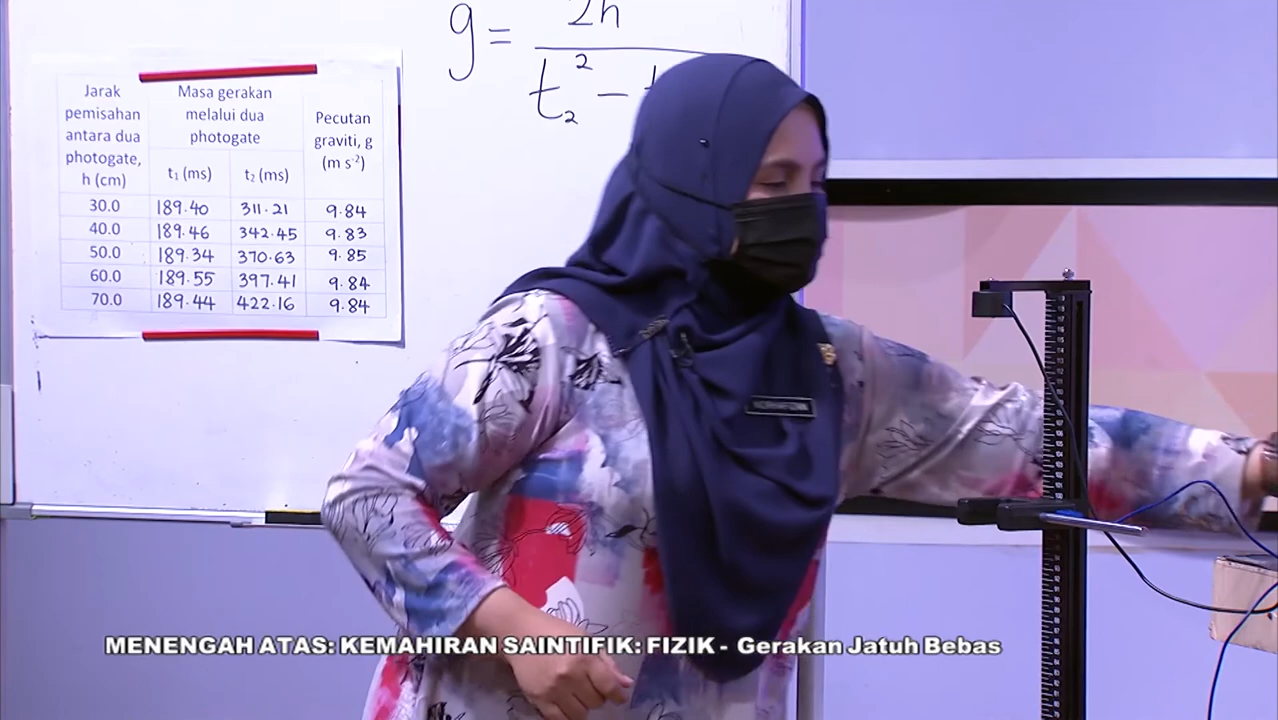 g = 2h
t₂² –
Jarak pemisahan antara dua photogate, h (cm)
Masa gerakan melalui dua photogate
Pecutan graviti, g (m s⁻²)
t₁ (ms) t₂ (ms)
30.0 189.40 311.21 9.84
40.0 189.46 342.45 9.83
50.0 189.34 370.63 9.85
60.0 189.55 397.41 9.84
70.0 189.44 422.16 9.84
MENENGAH ATAS: KEMAHIRAN SAINTIFIK: FIZIK - Gerakan Jatuh Bebas